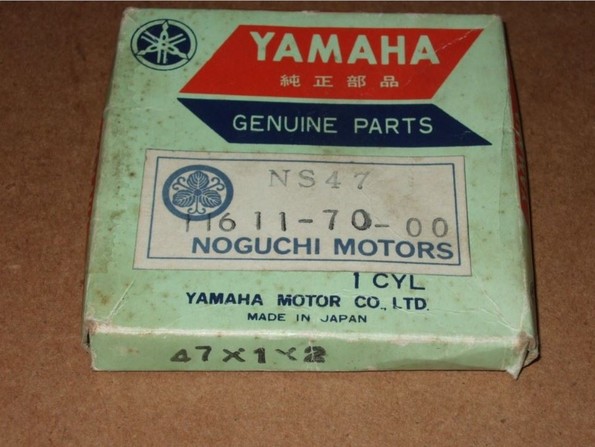 YAMAHA
純正部品
GENUINE PARTS
NS47
11611-70-00
NOGUCHI MOTORS
1 CYL
YAMAHA MOTOR CO., LTD.
MADE IN JAPAN
47×1×2